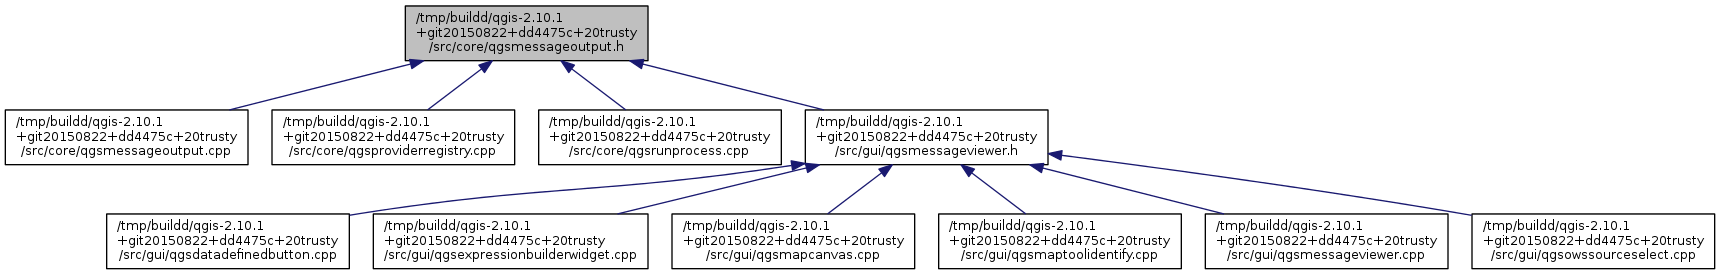 /tmp/buildd/qgis-2.10.1
+git20150822+dd4475c+20trusty
/src/core/qgsmessageoutput.h
/tmp/buildd/qgis-2.10.1
+git20150822+dd4475c+20trusty
/src/core/qgsmessageoutput.cpp
/tmp/buildd/qgis-2.10.1
+git20150822+dd4475c+20trusty
/src/core/qgsproviderregistry.cpp
/tmp/buildd/qgis-2.10.1
+git20150822+dd4475c+20trusty
/src/core/qgsrunprocess.cpp
/tmp/buildd/qgis-2.10.1
+git20150822+dd4475c+20trusty
/src/gui/qgsmessageviewer.h
/tmp/buildd/qgis-2.10.1
+git20150822+dd4475c+20trusty
/src/gui/qgsdatadefinedbutton.cpp
/tmp/buildd/qgis-2.10.1
+git20150822+dd4475c+20trusty
/src/gui/qgsexpressionbuilderwidget.cpp
/tmp/buildd/qgis-2.10.1
+git20150822+dd4475c+20trusty
/src/gui/qgsmapcanvas.cpp
/tmp/buildd/qgis-2.10.1
+git20150822+dd4475c+20trusty
/src/gui/qgsmaptoolidentify.cpp
/tmp/buildd/qgis-2.10.1
+git20150822+dd4475c+20trusty
/src/gui/qgsmessageviewer.cpp
/tmp/buildd/qgis-2.10.1
+git20150822+dd4475c+20trusty
/src/gui/qgsowssourceselect.cpp